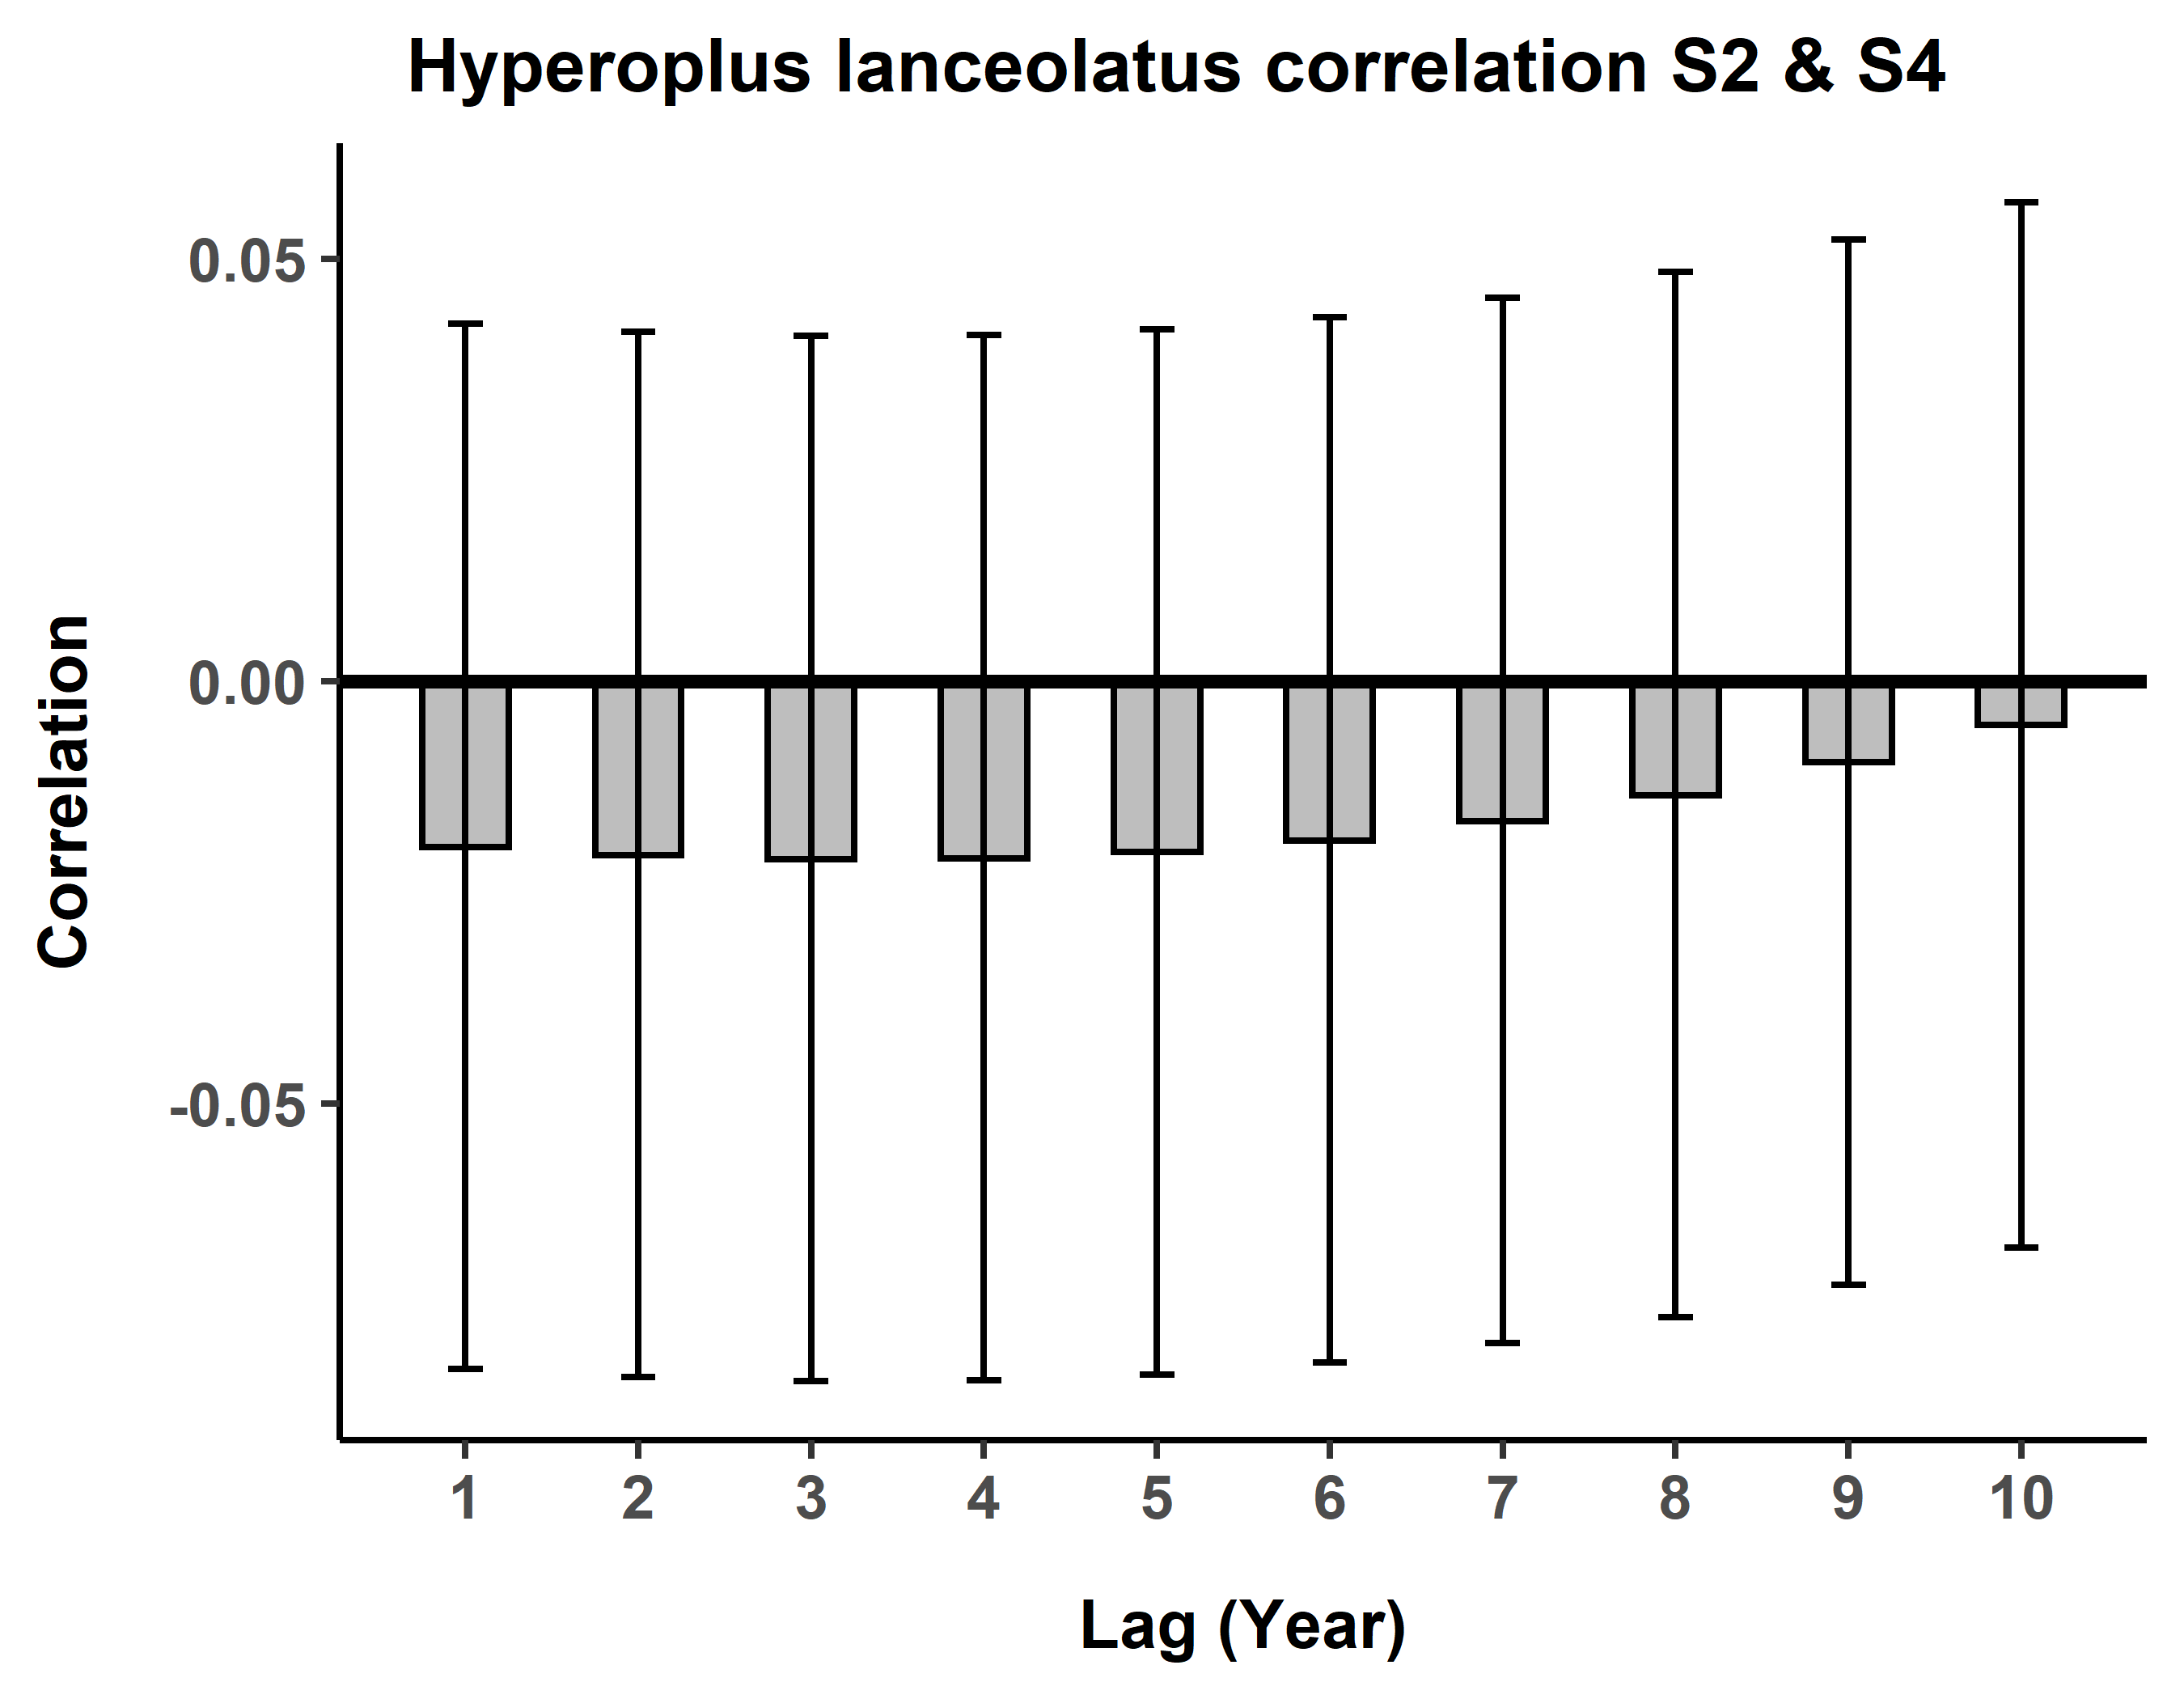 Hyperoplus lanceolatus correlation S2 & S4
Correlation
0.05
0.00
-0.05
1 2 3 4 5 6 7 8 9 10
Lag (Year)